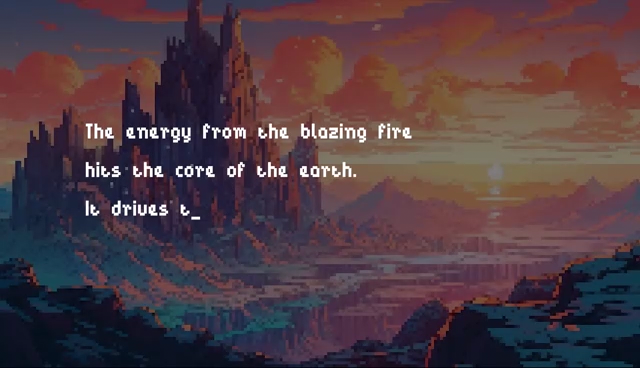 The energy from the blazing fire
hits the core of the earth.
It drives t_